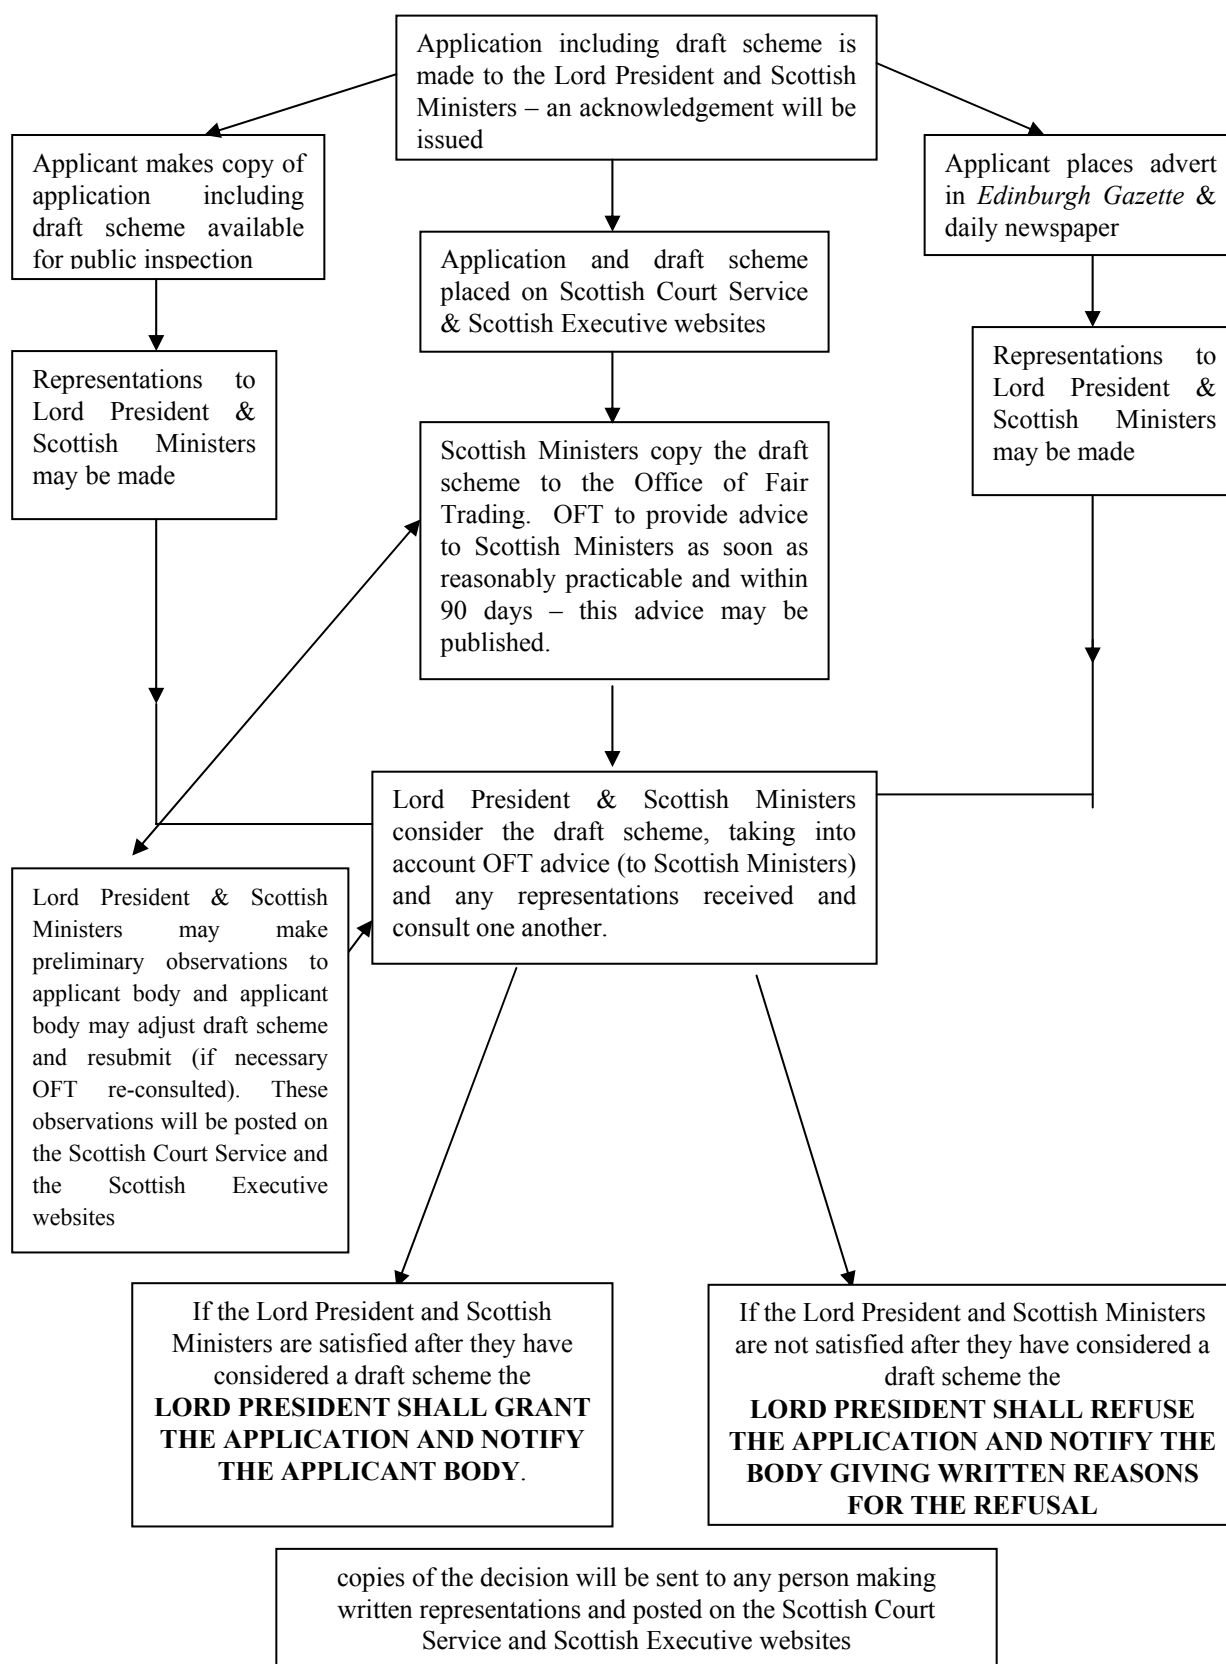 Application including draft scheme is
made to the Lord President and Scottish
Ministers – an acknowledgement will be
issued
Applicant makes copy of
application including
draft scheme available
for public inspection
Applicant places advert
in Edinburgh Gazette &
daily newspaper
Application and draft scheme
placed on Scottish Court Service
& Scottish Executive websites
Representations to
Lord President &
Scottish Ministers
may be made
Representations to
Lord President &
Scottish Ministers
may be made
Scottish Ministers copy the draft
scheme to the Office of Fair
Trading. OFT to provide advice
to Scottish Ministers as soon as
reasonably practicable and within
90 days – this advice may be
published.
Lord President & Scottish Ministers
consider the draft scheme, taking into
account OFT advice (to Scottish Ministers)
and any representations received and
consult one another.
Lord President & Scottish
Ministers may make
preliminary observations to
applicant body and applicant
body may adjust draft scheme
and resubmit (if necessary
OFT re-consulted). These
observations will be posted on
the Scottish Court Service and
the Scottish Executive
websites
If the Lord President and Scottish
Ministers are satisfied after they have
considered a draft scheme the
LORD PRESIDENT SHALL GRANT
THE APPLICATION AND NOTIFY
THE APPLICANT BODY.
If the Lord President and Scottish Ministers
are not satisfied after they have considered a
draft scheme the
LORD PRESIDENT SHALL REFUSE
THE APPLICATION AND NOTIFY THE
BODY GIVING WRITTEN REASONS
FOR THE REFUSAL
copies of the decision will be sent to any person making
written representations and posted on the Scottish Court
Service and Scottish Executive websites